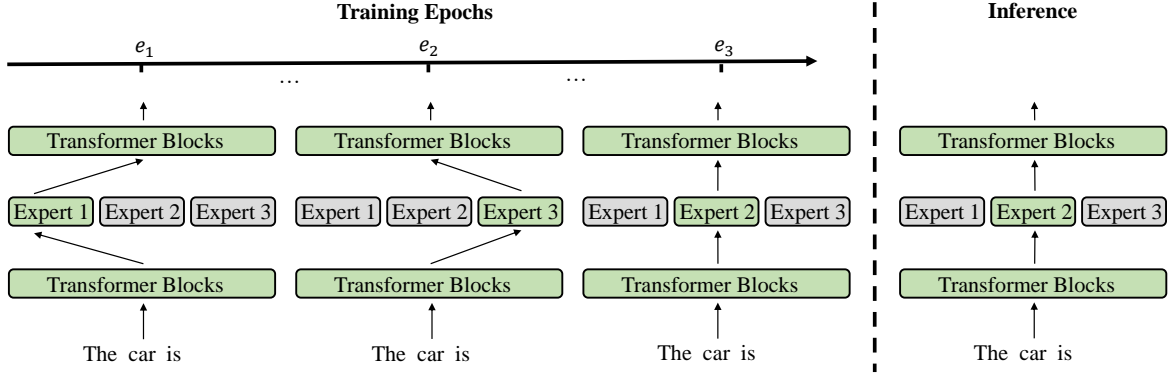 Training Epochs Inference
e₁ e₂ e₃
... ...
Transformer Blocks Transformer Blocks Transformer Blocks Transformer Blocks
Expert 1 Expert 2 Expert 3 Expert 1 Expert 2 Expert 3 Expert 1 Expert 2 Expert 3 Expert 1 Expert 2 Expert 3
Transformer Blocks Transformer Blocks Transformer Blocks Transformer Blocks
The car is The car is The car is The car is